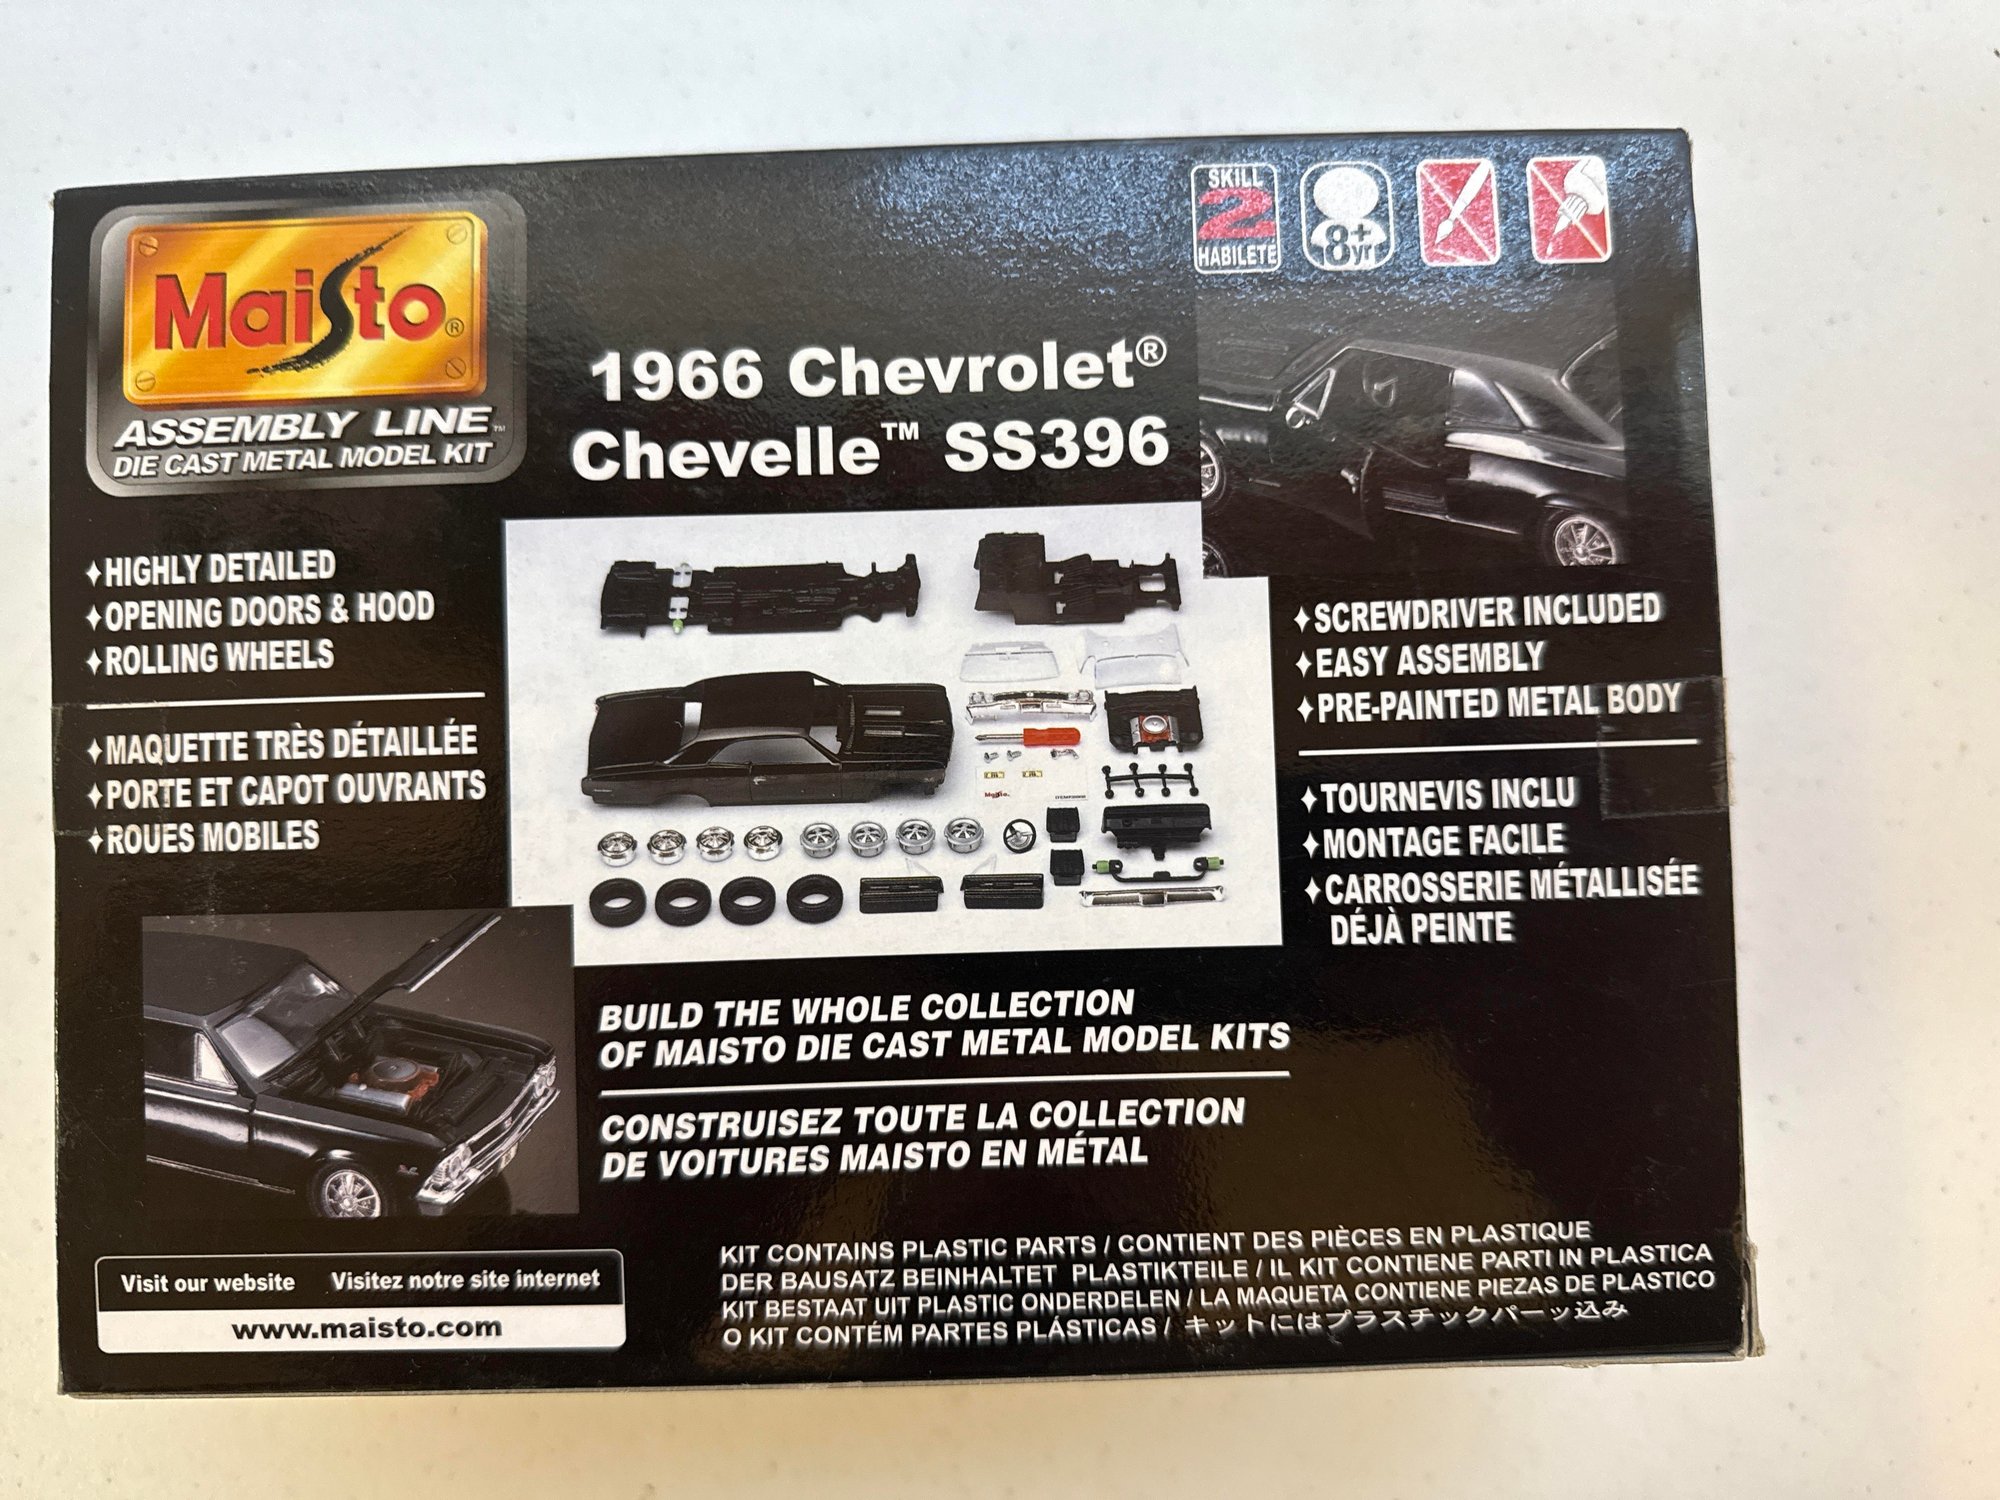 Maisto®
ASSEMBLY LINE™
DIE CAST METAL MODEL KIT
SKILL
2
HABILETÉ
8+
yr
1966 Chevrolet®
Chevelle™ SS396
✦HIGHLY DETAILED
✦OPENING DOORS & HOOD
✦ROLLING WHEELS
✦MAQUETTE TRÈS DÉTAILLÉE
✦PORTE ET CAPOT OUVRANTS
✦ROUES MOBILES
Maisto
✦SCREWDRIVER INCLUDED
✦EASY ASSEMBLY
✦PRE-PAINTED METAL BODY
✦TOURNEVIS INCLU
✦MONTAGE FACILE
✦CARROSSERIE MÉTALLISÉE
DÉJÀ PEINTE
BUILD THE WHOLE COLLECTION
OF MAISTO DIE CAST METAL MODEL KITS
CONSTRUISEZ TOUTE LA COLLECTION
DE VOITURES MAISTO EN MÉTAL
Visit our website Visitez notre site internet
www.maisto.com
KIT CONTAINS PLASTIC PARTS / CONTIENT DES PIÈCES EN PLASTIQUE
DER BAUSATZ BEINHALTET PLASTIKTEILE / IL KIT CONTIENE PARTI IN PLASTICA
KIT BESTAAT UIT PLASTIC ONDERDELEN / LA MAQUETA CONTIENE PIEZAS DE PLASTICO
O KIT CONTÉM PARTES PLÁSTICAS / キットにはプラスチックパーッ込み